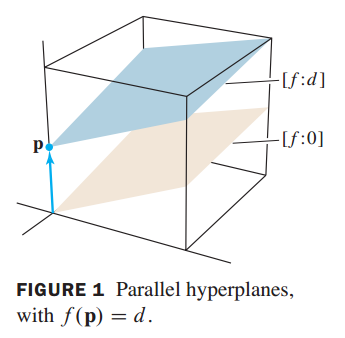 [f:d]
[f:0]
p
FIGURE 1 Parallel hyperplanes,
with f(p) = d.